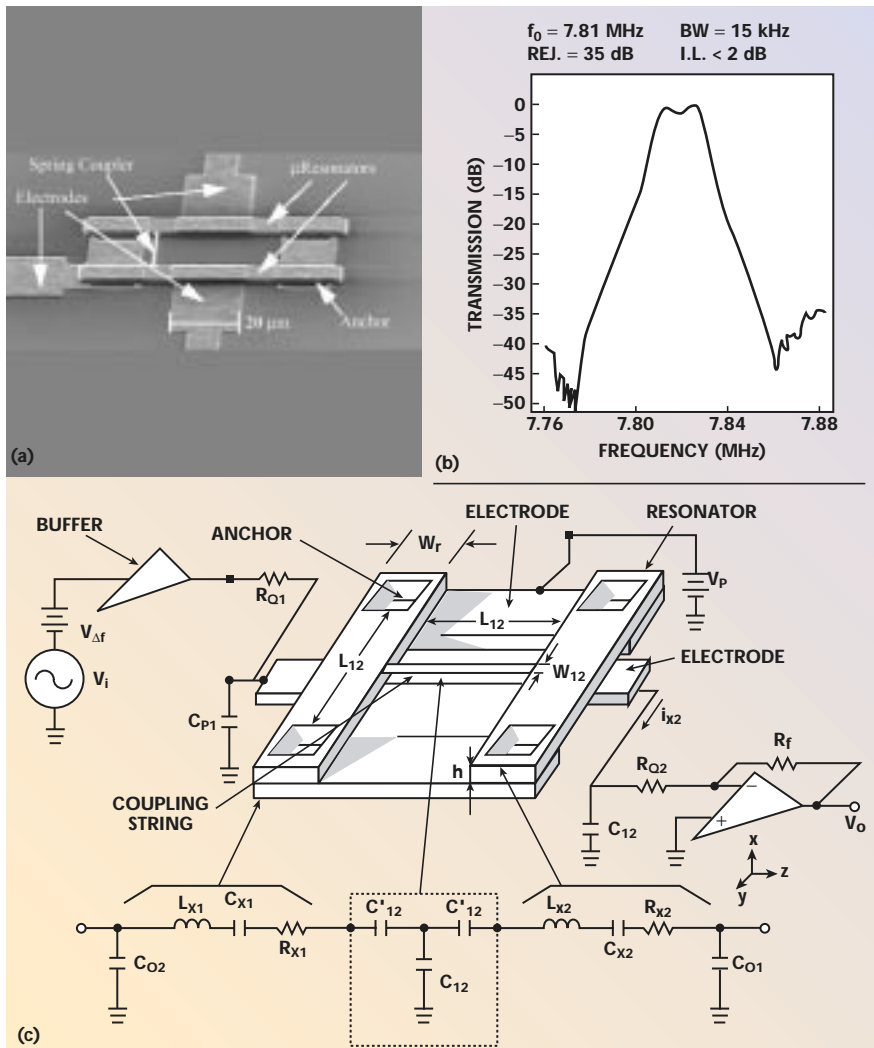 Spring Coupler
µResonators
Electrodes
20 µm
Anchor
(a)
f0 = 7.81 MHz BW = 15 kHz
REJ. = 35 dB I.L. < 2 dB
TRANSMISSION (dB)
0
–5
–10
–15
–20
–25
–30
–35
–40
–45
–50
7.76 7.80 7.84 7.88
FREQUENCY (MHz)
(b)
BUFFER
ANCHOR
Wr
ELECTRODE
RESONATOR
RQ1
VP
VΔf
L12
L12
W12
ELECTRODE
Vi
CP1
ix2
Rf
h
RQ2
COUPLING
STRING
C12
–
+
Vo
x
z
y
LX1
CX1
RX1
C'12
C'12
LX2
CX2
RX2
CO2
C12
CO1
(c)